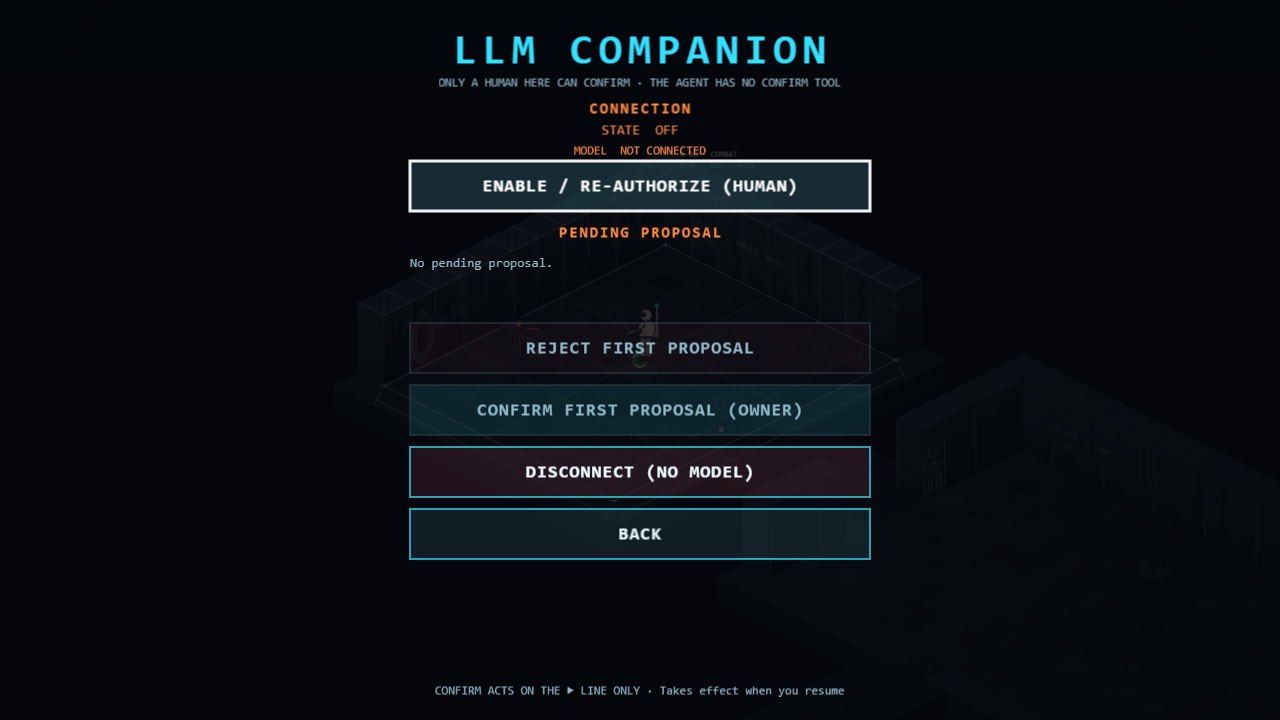 LLM COMPANION
ONLY A HUMAN HERE CAN CONFIRM · THE AGENT HAS NO CONFIRM TOOL
CONNECTION
STATE OFF
MODEL NOT CONNECTED
COMBAT
ENABLE / RE-AUTHORIZE (HUMAN)
PENDING PROPOSAL
No pending proposal.
REJECT FIRST PROPOSAL
CONFIRM FIRST PROPOSAL (OWNER)
DISCONNECT (NO MODEL)
BACK
CONFIRM ACTS ON THE ▶ LINE ONLY · Takes effect when you resume